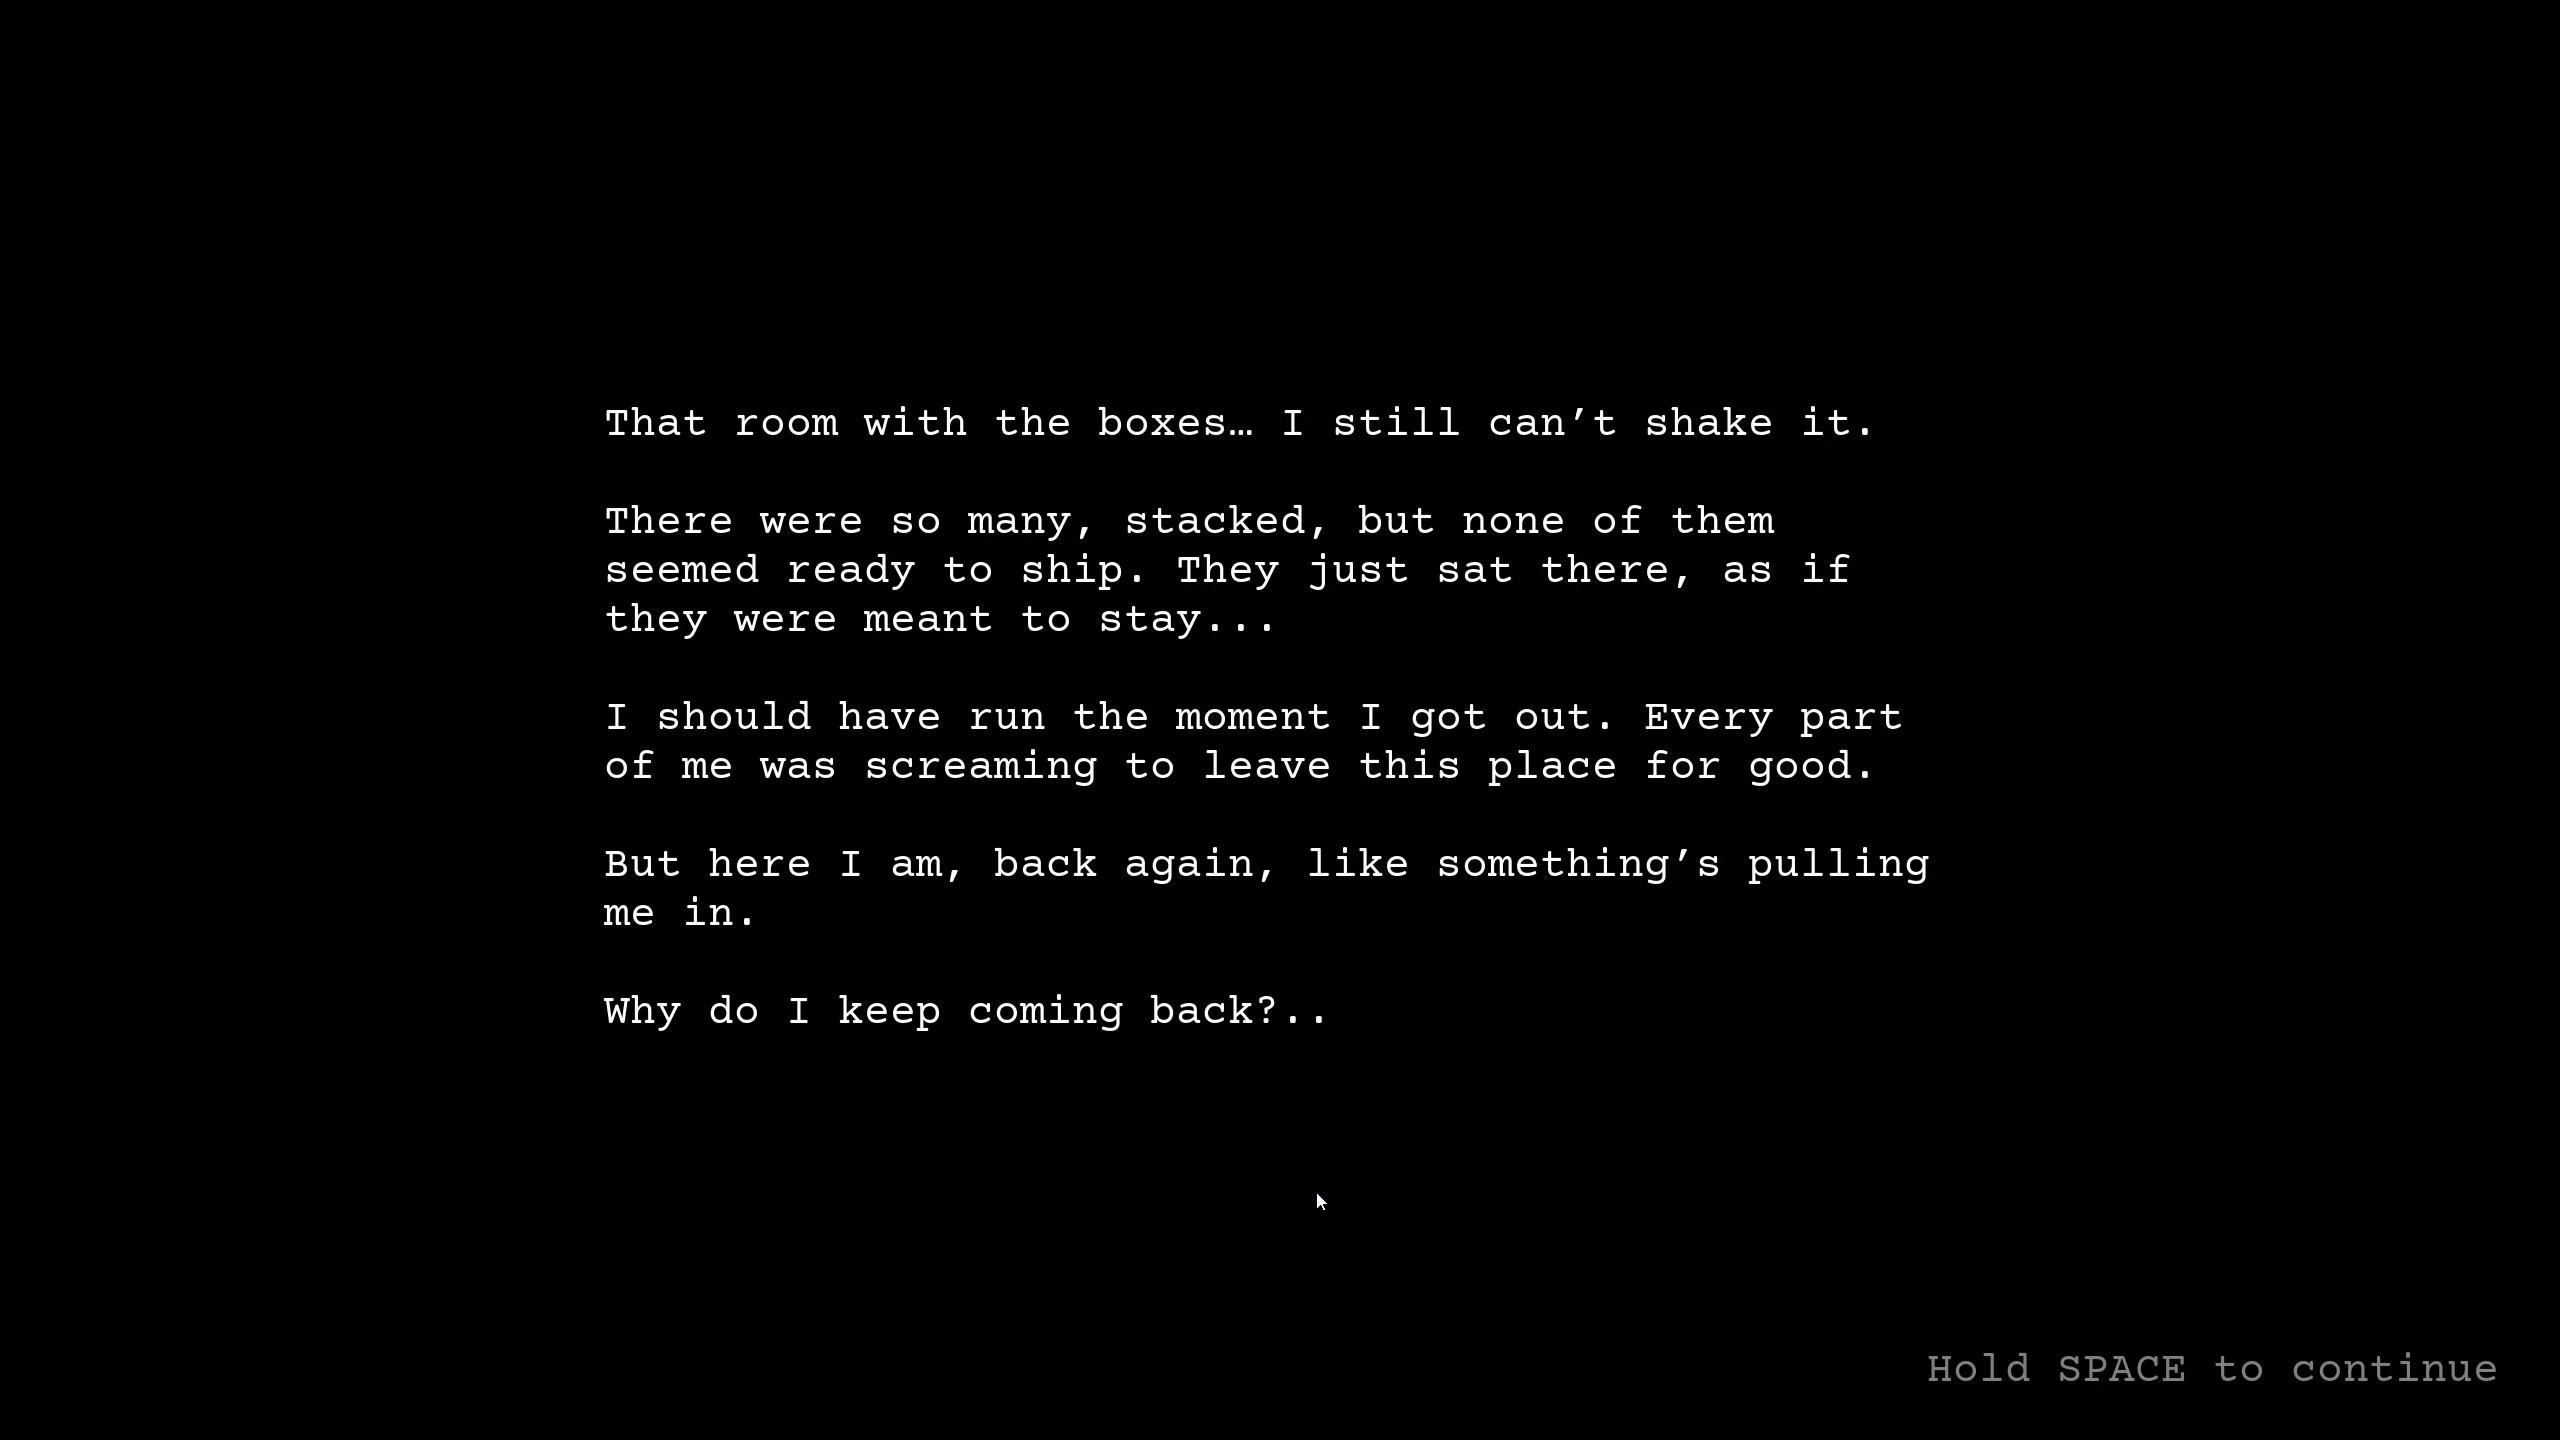 That room with the boxes… I still can’t shake it.
There were so many, stacked, but none of them
seemed ready to ship. They just sat there, as if
they were meant to stay...
I should have run the moment I got out. Every part
of me was screaming to leave this place for good.
But here I am, back again, like something’s pulling
me in.
Why do I keep coming back?..
Hold SPACE to continue